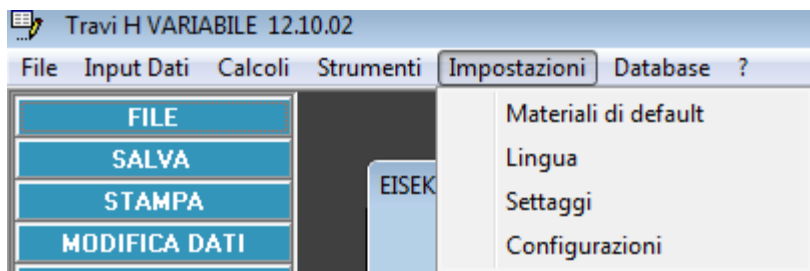 Travi H VARIABILE 12.10.02
File Input Dati Calcoli Strumenti Impostazioni Database ?
FILE
SALVA
STAMPA
MODIFICA DATI
EISEK
Materiali di default
Lingua
Settaggi
Configurazioni